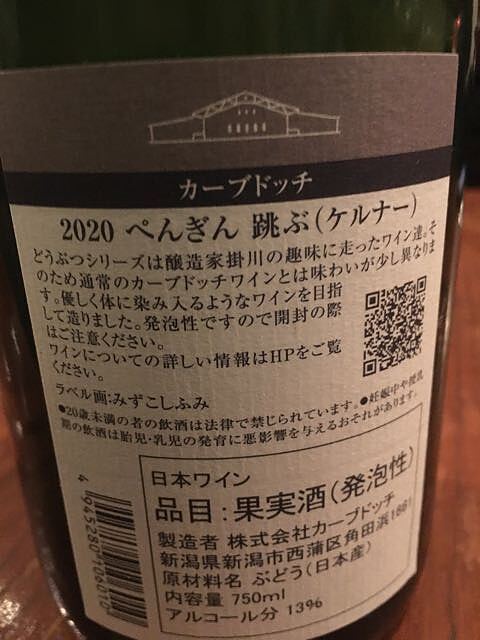 カーブドッチ
2020 ぺんぎん 跳ぶ（ケルナー）
どうぶつシリーズは醸造家掛川の趣味に走ったワイン達。そ
のため通常のカーブドッチワインとは味わいが少し異なりま
す。優しく体に染み入るようなワインを目指
して造りました。発泡性ですので開封の際
はご注意ください。
ワインについての詳しい情報はHPをご覧
ください。
ラベル画:みずこしふみ
●20歳未満の者の飲酒は法律で禁じられています。●妊娠中や授乳
期の飲酒は胎児・乳児の発育に悪影響を与えるおそれがあります。
日本ワイン
品目：果実酒（発泡性）
製造者 株式会社カーブドッチ
新潟県新潟市西蒲区角田浜1661
原材料名 ぶどう（日本産）
内容量 750ml
アルコール分 13%